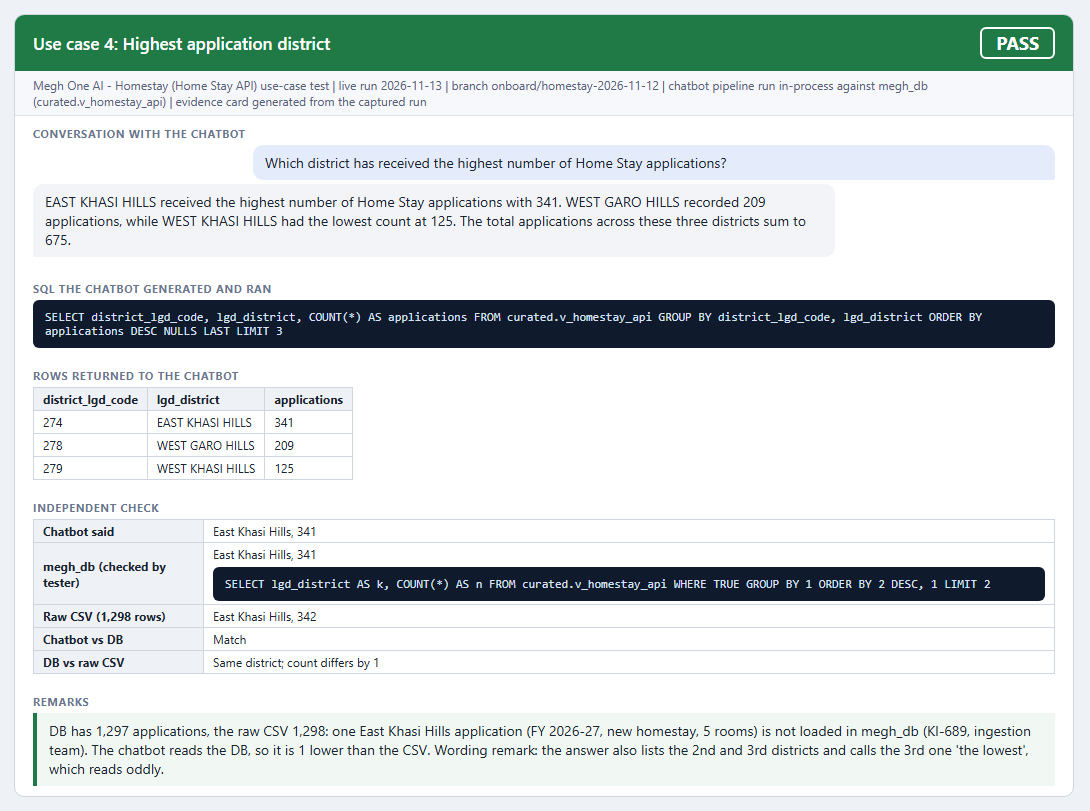 Use case 4: Highest application district
PASS
Megh One AI - Homestay (Home Stay API) use-case test | live run 2026-11-13 | branch onboard/homestay-2026-11-12 | chatbot pipeline run in-process against megh_db
(curated.v_homestay_api) | evidence card generated from the captured run
CONVERSATION WITH THE CHATBOT
Which district has received the highest number of Home Stay applications?
EAST KHASI HILLS received the highest number of Home Stay applications with 341. WEST GARO HILLS recorded 209
applications, while WEST KHASI HILLS had the lowest count at 125. The total applications across these three districts sum to
675.
SQL THE CHATBOT GENERATED AND RAN
SELECT district_lgd_code, lgd_district, COUNT(*) AS applications FROM curated.v_homestay_api GROUP BY district_lgd_code, lgd_district ORDER BY
applications DESC NULLS LAST LIMIT 3
ROWS RETURNED TO THE CHATBOT
district_lgd_code lgd_district applications
274 EAST KHASI HILLS 341
278 WEST GARO HILLS 209
279 WEST KHASI HILLS 125
INDEPENDENT CHECK
Chatbot said East Khasi Hills, 341
megh_db (checked by
tester)
East Khasi Hills, 341
SELECT lgd_district AS k, COUNT(*) AS n FROM curated.v_homestay_api WHERE TRUE GROUP BY 1 ORDER BY 2 DESC, 1 LIMIT 2
Raw CSV (1,298 rows) East Khasi Hills, 342
Chatbot vs DB Match
DB vs raw CSV Same district; count differs by 1
REMARKS
DB has 1,297 applications, the raw CSV 1,298: one East Khasi Hills application (FY 2026-27, new homestay, 5 rooms) is not loaded in megh_db (KI-689, ingestion
team). The chatbot reads the DB, so it is 1 lower than the CSV. Wording remark: the answer also lists the 2nd and 3rd districts and calls the 3rd one 'the lowest',
which reads oddly.